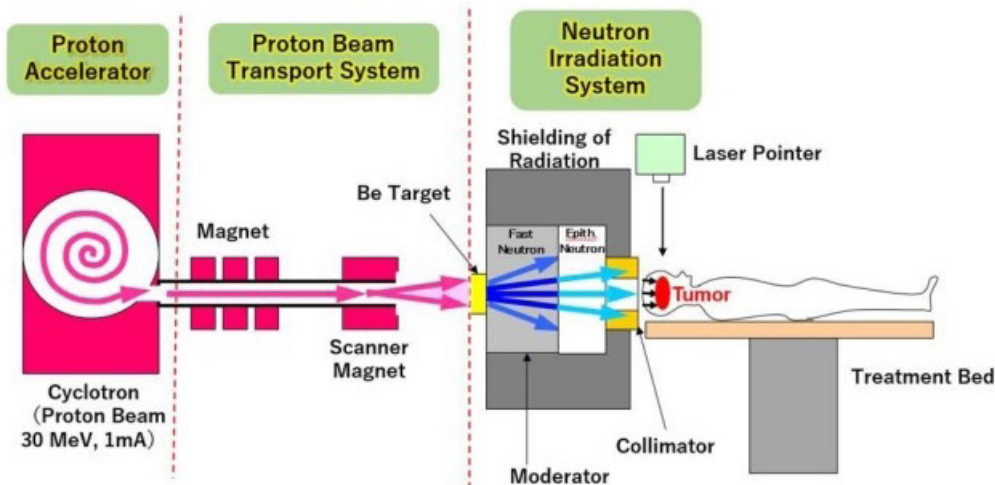 Proton
Accelerator
Proton Beam
Transport System
Neutron
Irradiation
System
Shielding of
Radiation
Laser Pointer
Be Target
Magnet
Fast
Neutron
Epith.
Neutron
Tumor
Scanner
Magnet
Cyclotron
(Proton Beam
30 MeV, 1mA)
Treatment Bed
Collimator
Moderator